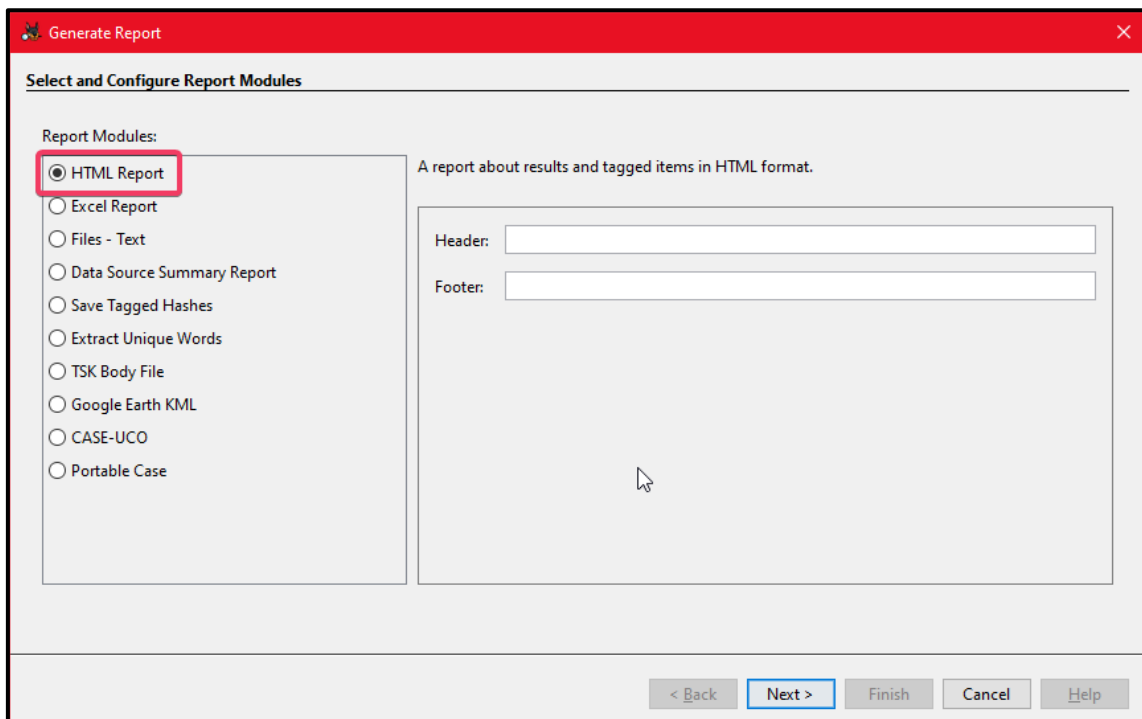 Generate Report
Select and Configure Report Modules
Report Modules:
HTML Report
Excel Report
Files - Text
Data Source Summary Report
Save Tagged Hashes
Extract Unique Words
TSK Body File
Google Earth KML
CASE-UCO
Portable Case
A report about results and tagged items in HTML format.
Header:
Footer:
< Back Next > Finish Cancel Help